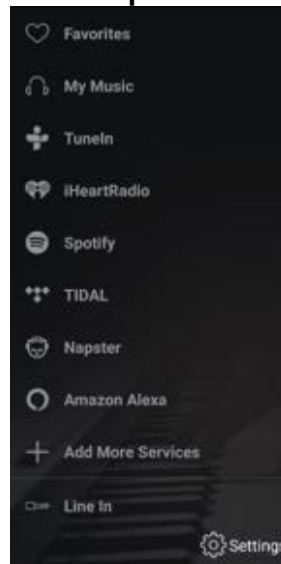 Favorites
My Music
TuneIn
iHeartRadio
Spotify
TIDAL
Napster
Amazon Alexa
Add More Services
Line In
Settings